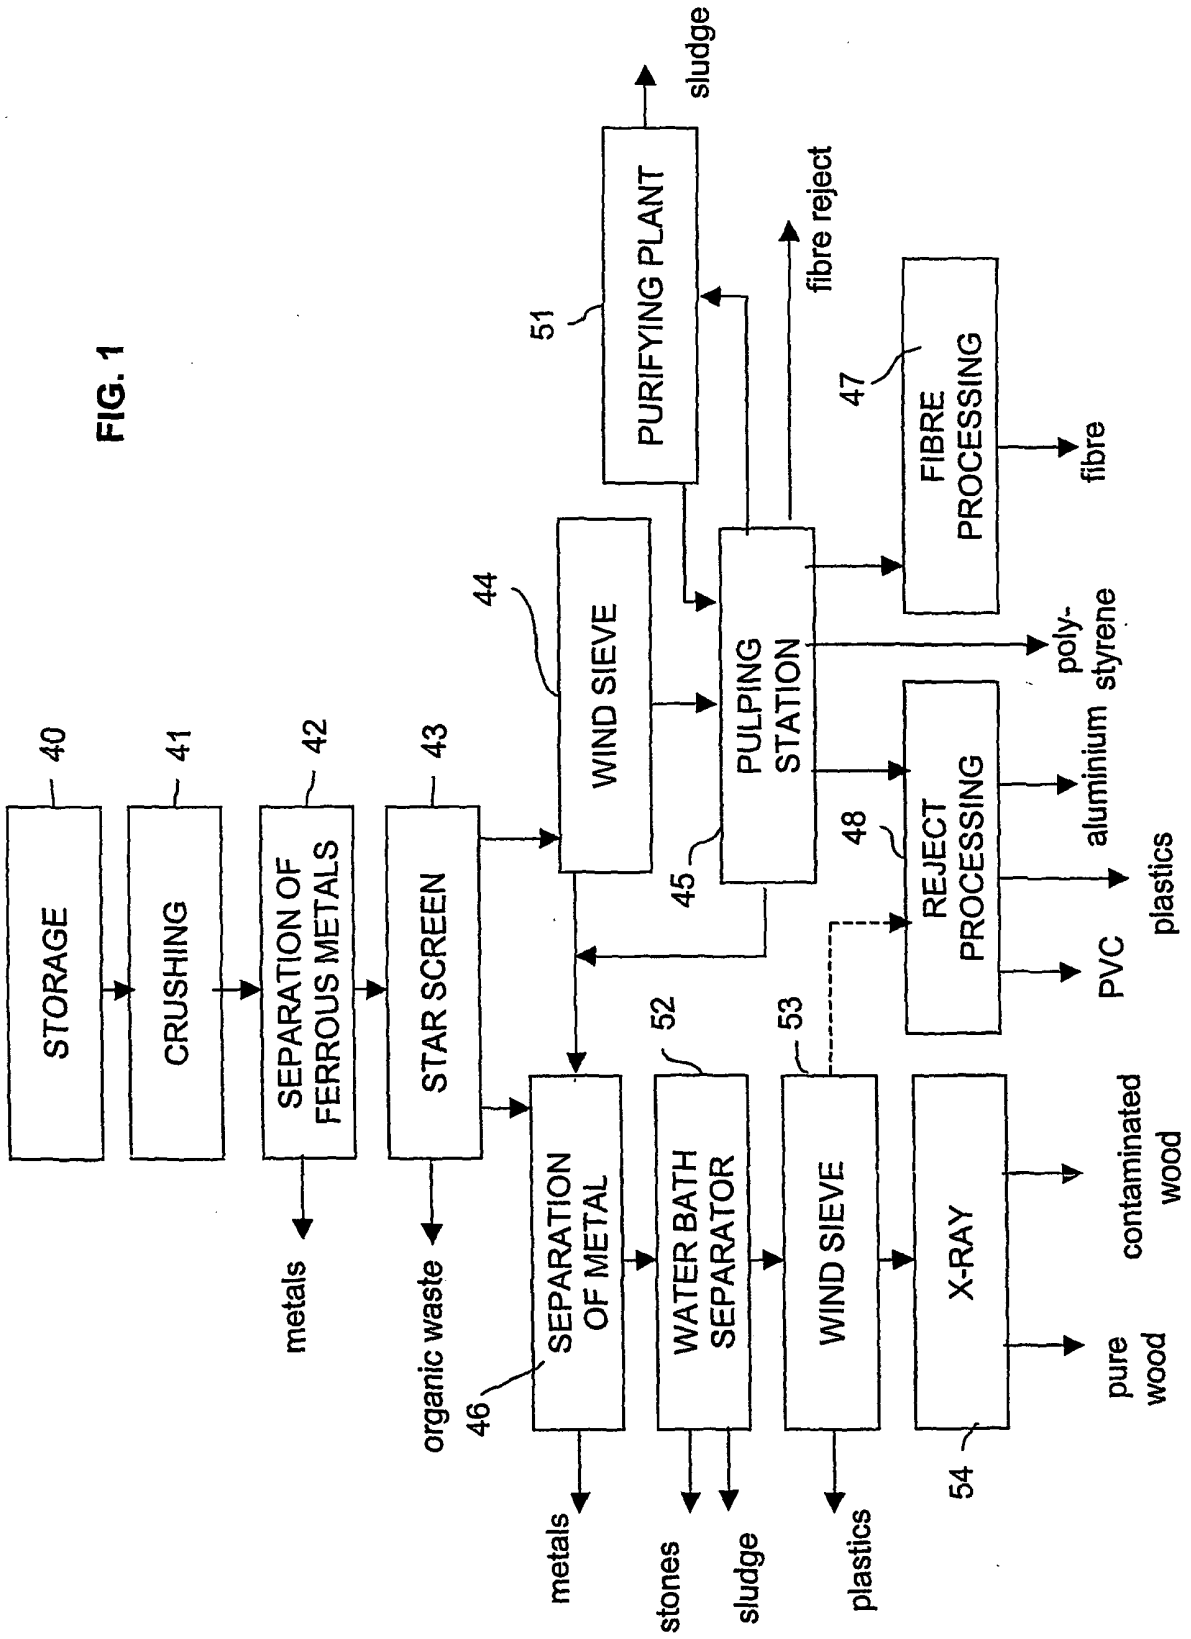 FIG. 1
STORAGE
40
CRUSHING
41
SEPARATION OF
FERROUS METALS
42
metals
STAR SCREEN
43
organic waste
WIND SIEVE
44
PURIFYING PLANT
51
sludge
SEPARATION
OF METAL
46
metals
PULPING
STATION
45
fibre reject
WATER BATH
SEPARATOR
52
stones
sludge
WIND SIEVE
53
plastics
REJECT
PROCESSING
48
FIBRE
PROCESSING
47
X-RAY
54
pure
wood
contaminated
wood
PVC
plastics
aluminium
poly-
styrene
fibre